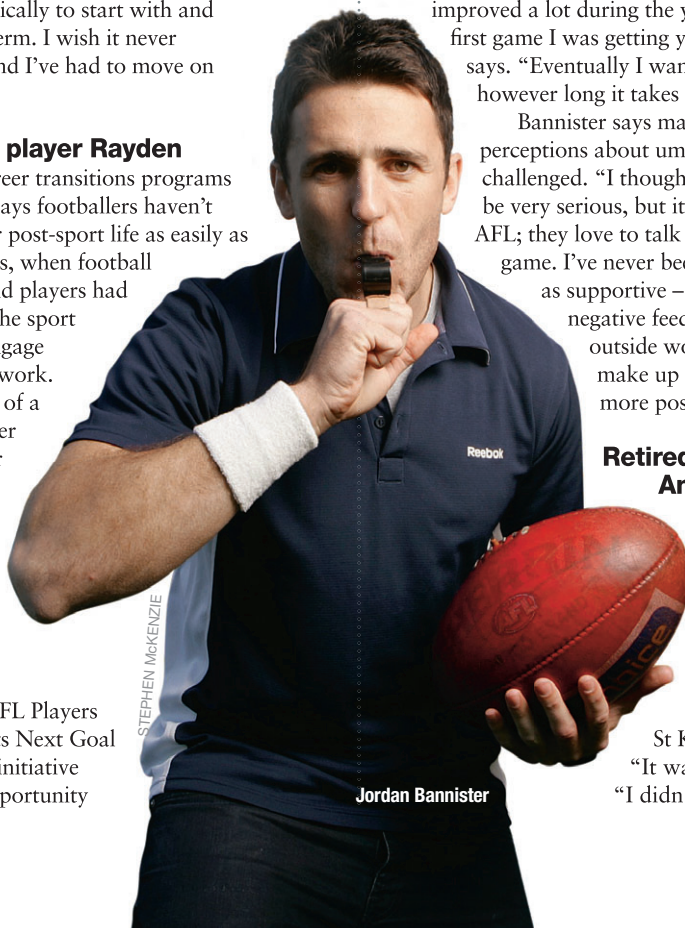 ically to start with and
erm. I wish it never
nd I've had to move on
player Rayden
reer transitions programs
ays footballers haven't
r post-sport life as easily as
s, when football
d players had
he sport
gage
work.
of a
er
r
FL Players
s Next Goal
initiative
portunity
STEPHEN McKENZIE
Reebok
AFL
Jordan Bannister
improved a lot during the y
first game I was getting y
says. “Eventually I wan
however long it takes
Bannister says ma
perceptions about um
challenged. “I though
be very serious, but it
AFL; they love to talk
game. I've never bee
as supportive –
negative feed
outside wo
make up
more pos
Retired
An
St K
“It wa
“I didn